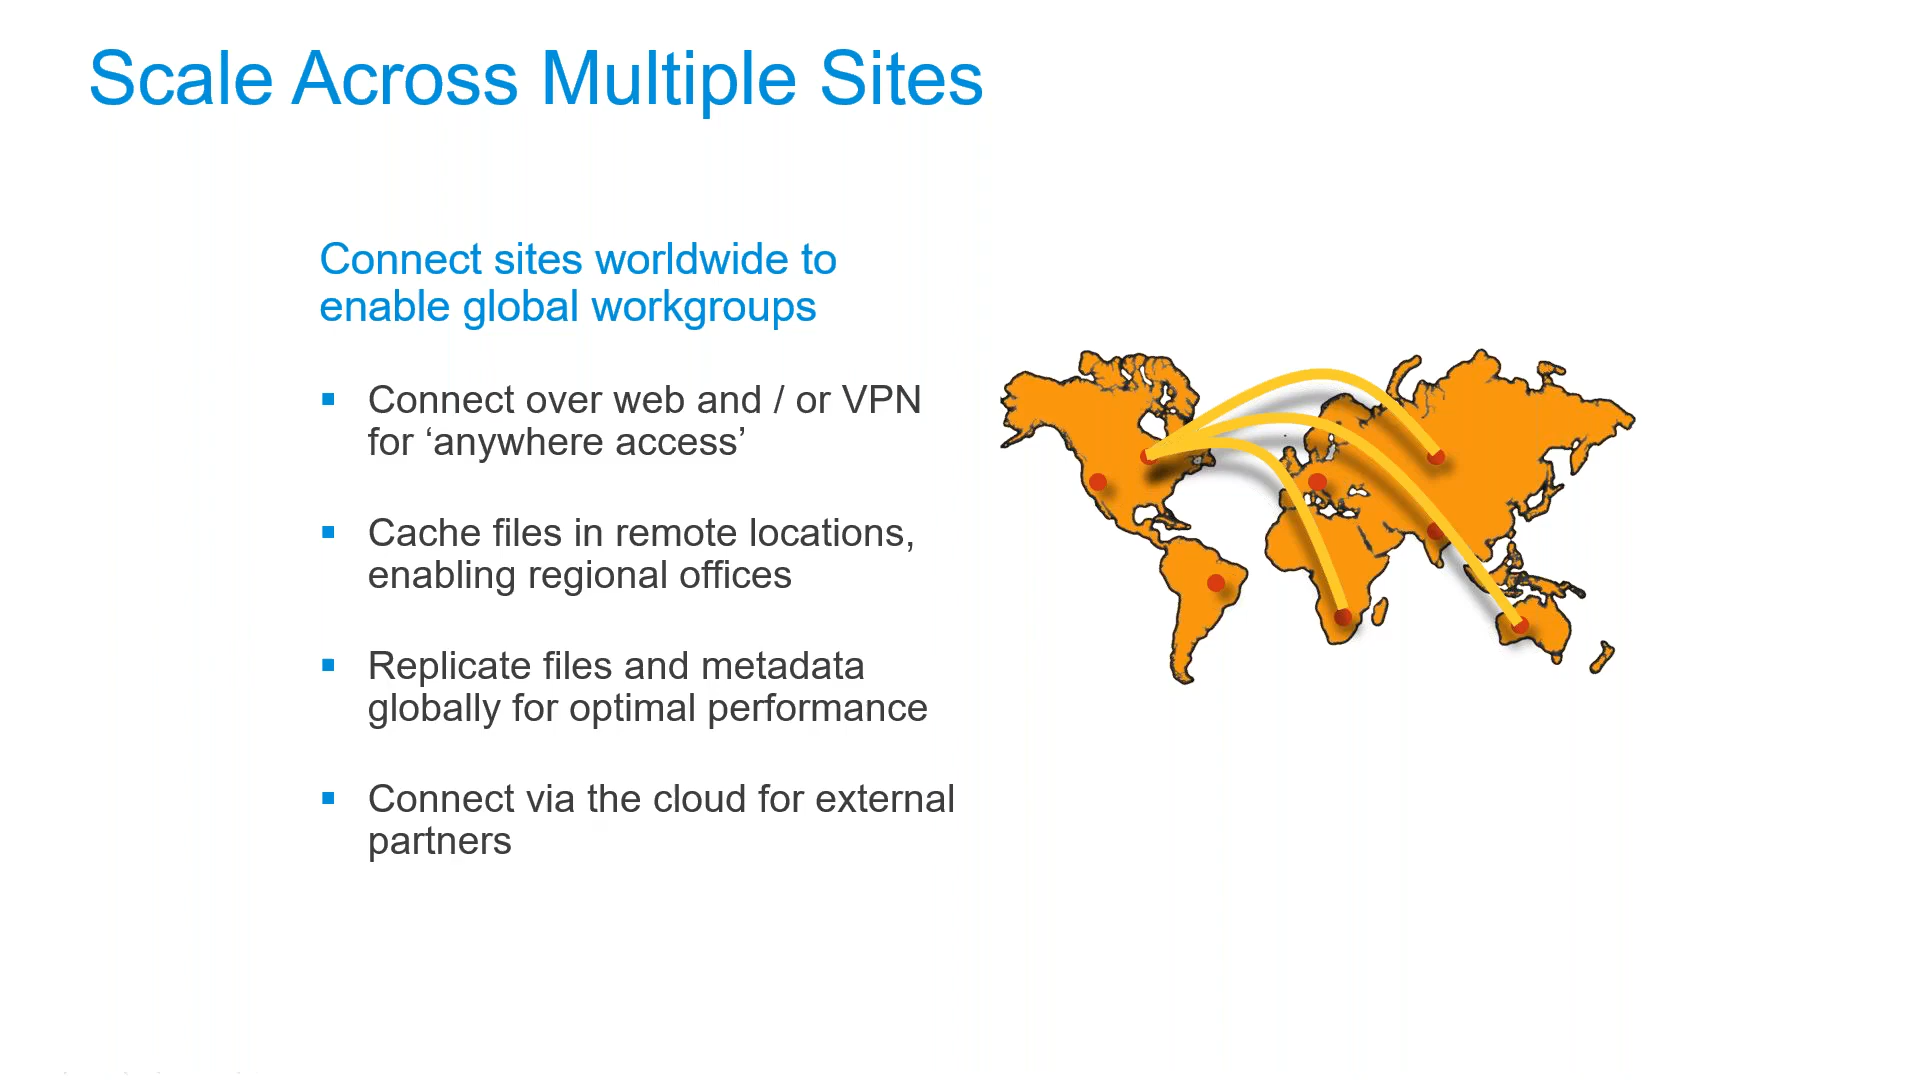 Scale Across Multiple Sites
Connect sites worldwide to
enable global workgroups
Connect over web and / or VPN
for ‘anywhere access’
Cache files in remote locations,
enabling regional offices
Replicate files and metadata
globally for optimal performance
Connect via the cloud for external
partners